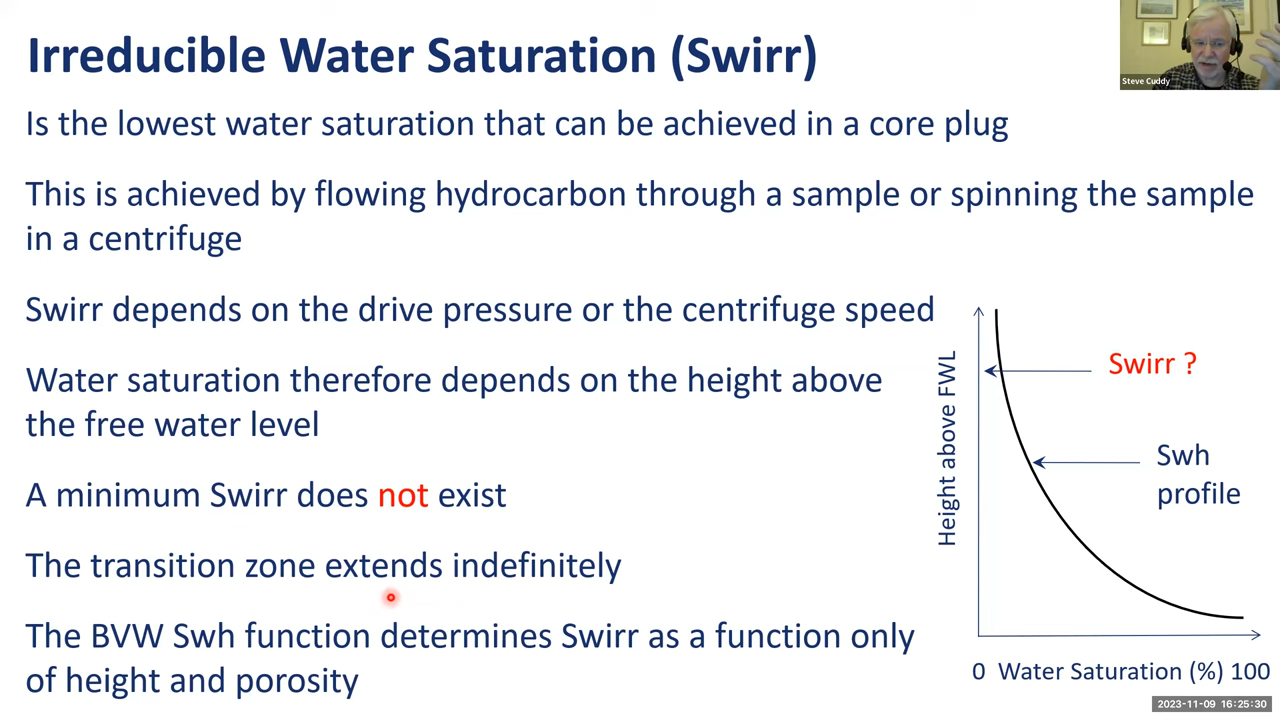 Irreducible Water Saturation (Swirr)
Steve Cuddy
Is the lowest water saturation that can be achieved in a core plug
This is achieved by flowing hydrocarbon through a sample or spinning the sample
in a centrifuge
Swirr depends on the drive pressure or the centrifuge speed
Water saturation therefore depends on the height above
the free water level
A minimum Swirr does not exist
The transition zone extends indefinitely
The BVW Swh function determines Swirr as a function only
of height and porosity
Height above FWL
Swirr ?
Swh
profile
0 Water Saturation (%) 100
2023-11-09 16:25:30